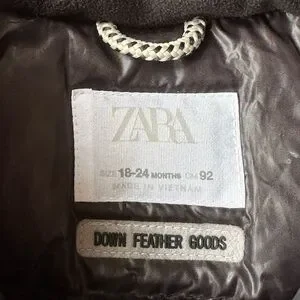 ZARA
SIZE 18-24 MONTHS CM 92
MADE IN VIETNAM
DOWN FEATHER GOODS